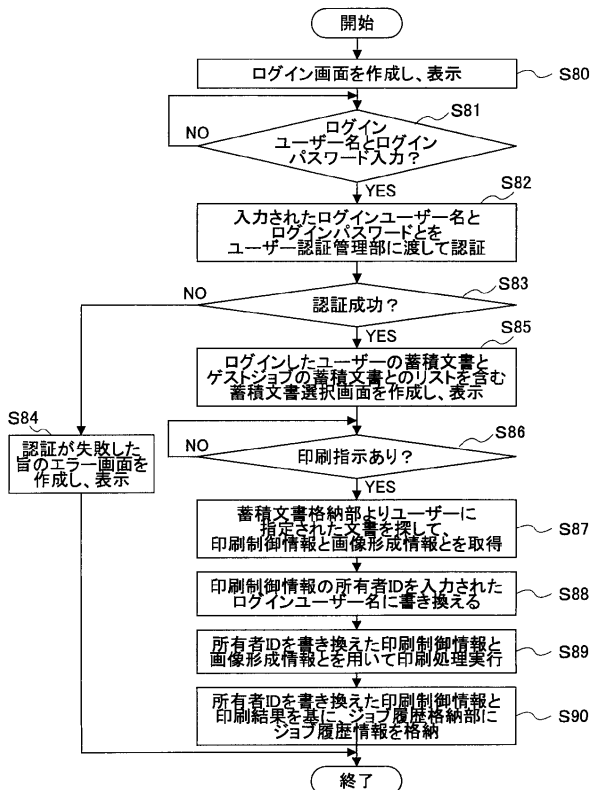 開始
ログイン画面を作成し、表示
S80
S81
ログイン
ユーザー名とログイン
パスワード入力？
NO
YES
S82
入力されたログインユーザー名と
ログインパスワードとを
ユーザー認証管理部に渡して認証
S83
NO
認証成功？
YES
S85
ログインしたユーザーの蓄積文書と
ゲストジョブの蓄積文書とのリストを含む
蓄積文書選択画面を作成し、表示
S84
認証が失敗した
旨のエラー画面を
作成し、表示
S86
NO
印刷指示あり？
YES
蓄積文書格納部よりユーザーに
指定された文書を探して、
印刷制御情報と画像形成情報とを取得
S87
印刷制御情報の所有者IDを入力された
ログインユーザー名に書き換える
S88
所有者IDを書き換えた印刷制御情報と
画像形成情報とを用いて印刷処理実行
S89
所有者IDを書き換えた印刷制御情報と
印刷結果を基に、ジョブ履歴格納部に
ジョブ履歴情報を格納
S90
終了